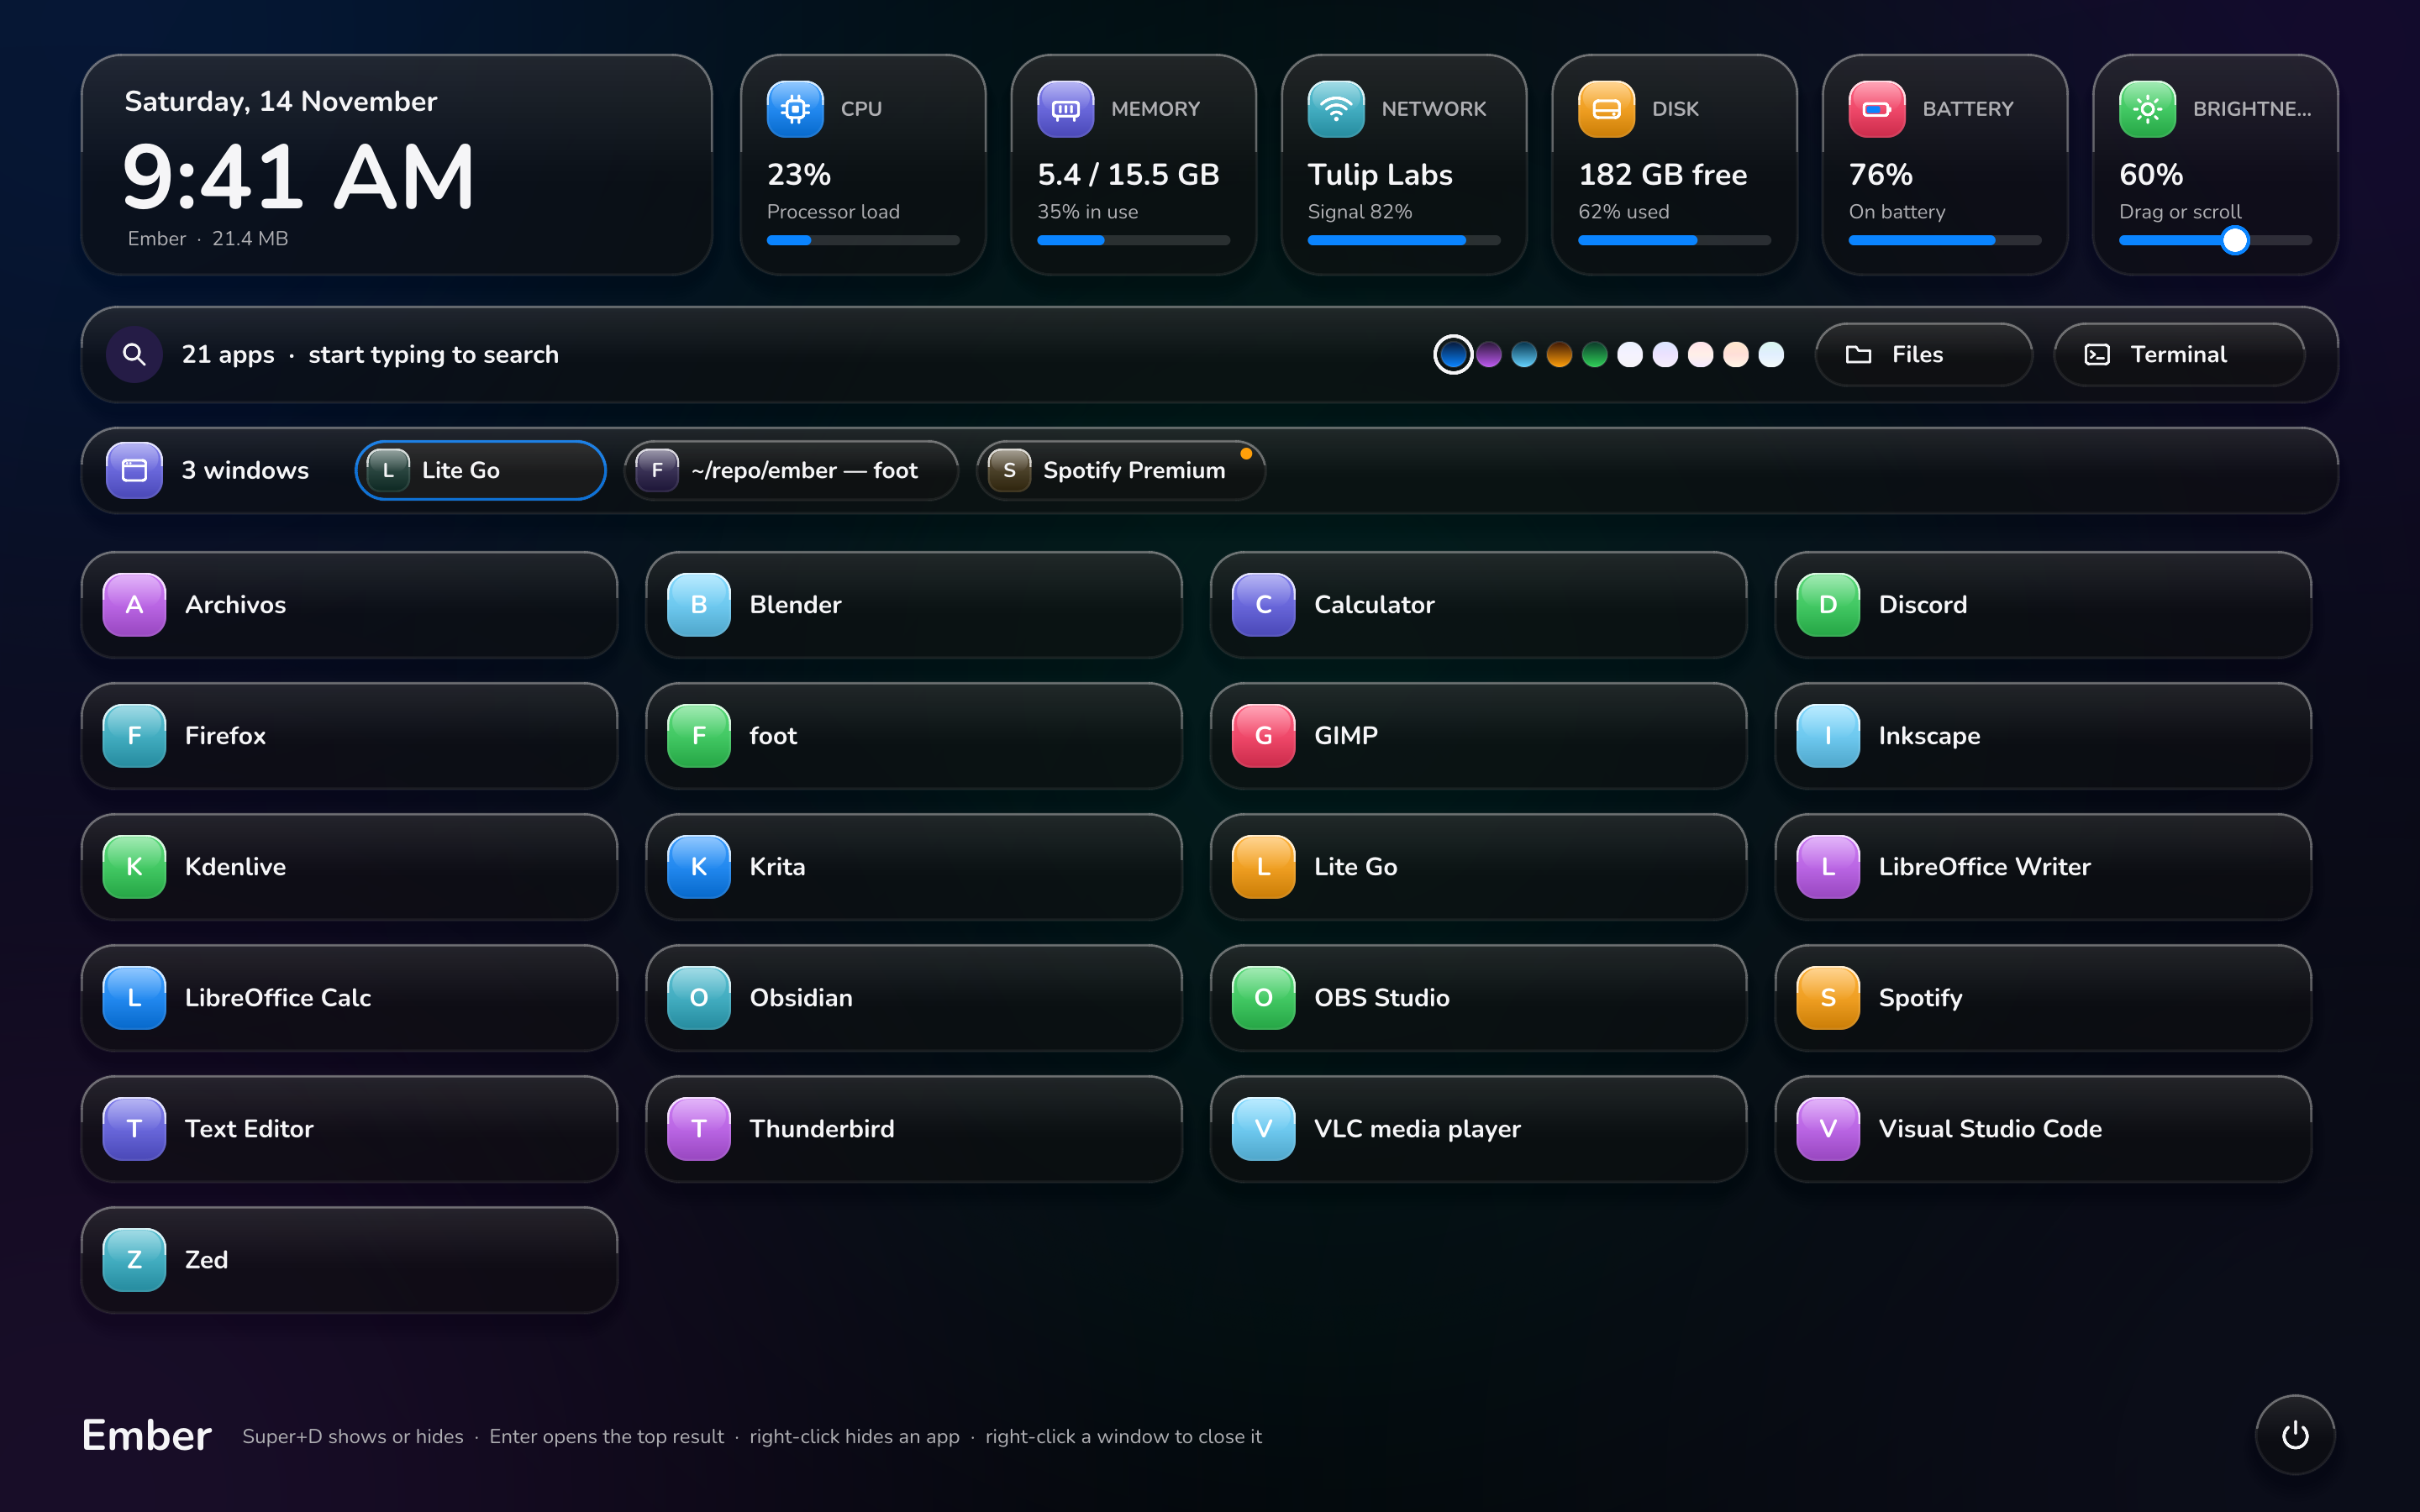 Saturday, 14 November
9:41 AM
Ember · 21.4 MB
CPU
23%
Processor load
MEMORY
5.4 / 15.5 GB
35% in use
NETWORK
Tulip Labs
Signal 82%
DISK
182 GB free
62% used
BATTERY
76%
On battery
BRIGHTNE...
60%
Drag or scroll
21 apps · start typing to search
Files
Terminal
3 windows
L Lite Go
F ~/repo/ember — foot
S Spotify Premium
A Archivos
B Blender
C Calculator
D Discord
F Firefox
F foot
G GIMP
I Inkscape
K Kdenlive
K Krita
L Lite Go
L LibreOffice Writer
L LibreOffice Calc
O Obsidian
O OBS Studio
S Spotify
T Text Editor
T Thunderbird
V VLC media player
V Visual Studio Code
Z Zed
Ember
Super+D shows or hides · Enter opens the top result · right-click hides an app · right-click a window to close it